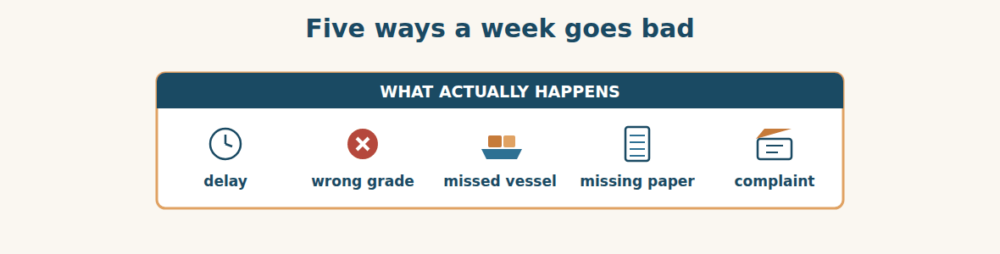 Five ways a week goes bad
WHAT ACTUALLY HAPPENS
delay
wrong grade
missed vessel
missing paper
complaint